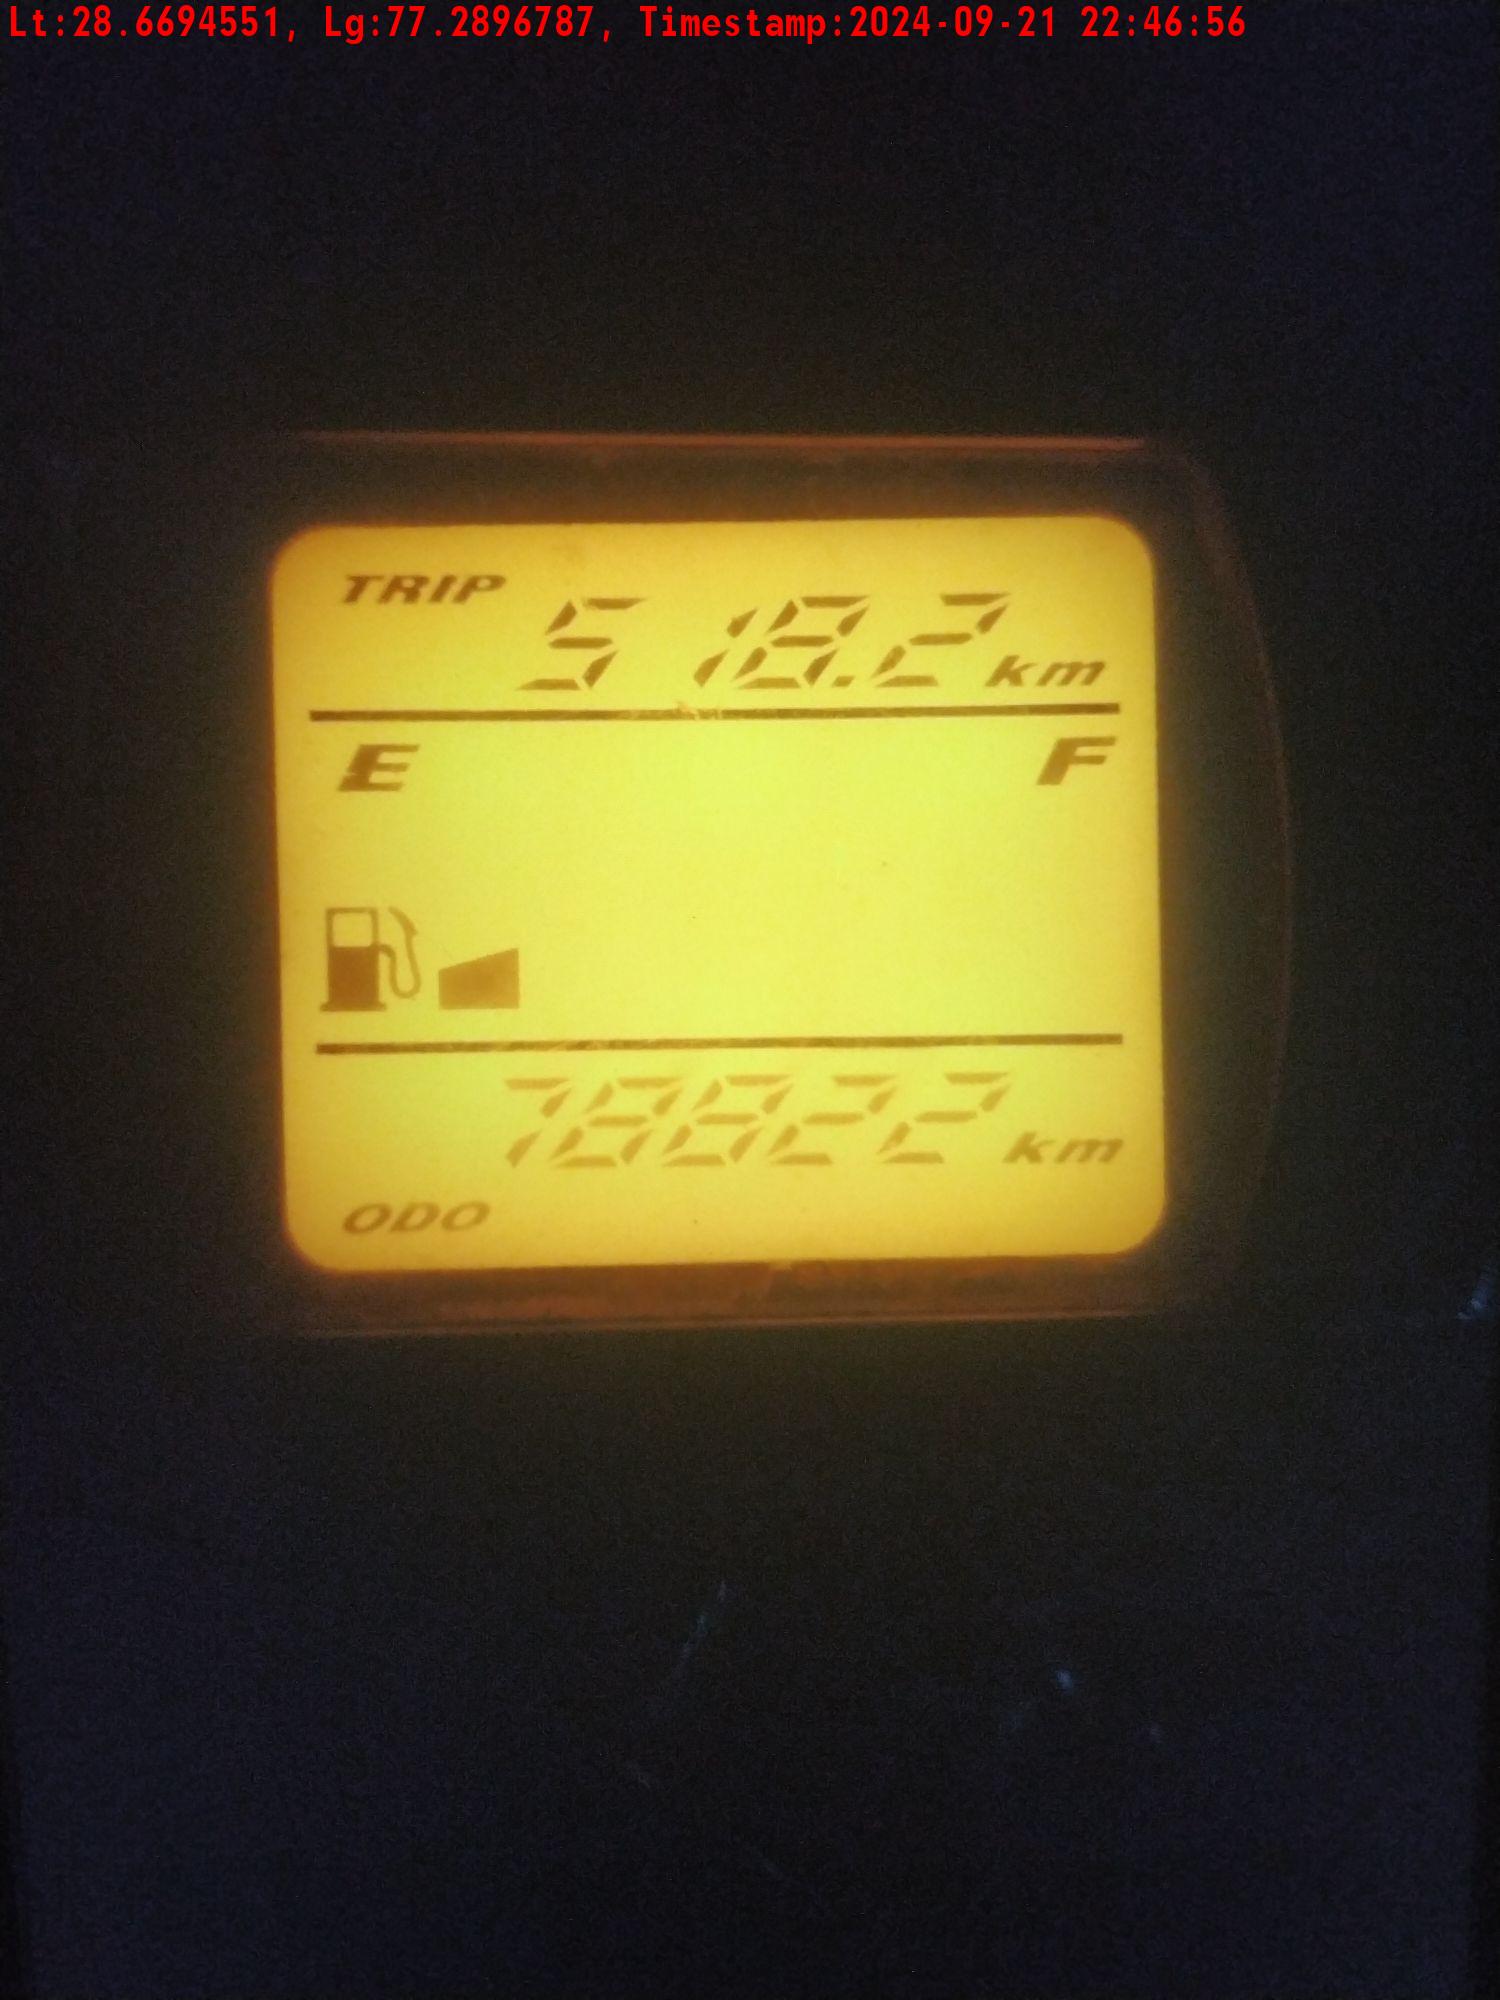 Lt:28.6694551, Lg:77.2896787, Timestamp:2024-09-21 22:46:56
TRIP 518.2 km
E F
78822 km
ODO